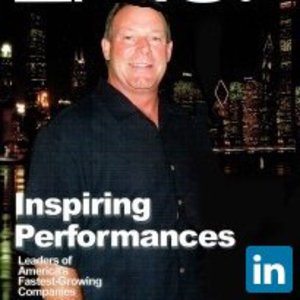 Inspiring
Performances
Leaders of
America's
Fastest-Growing
Companies
in